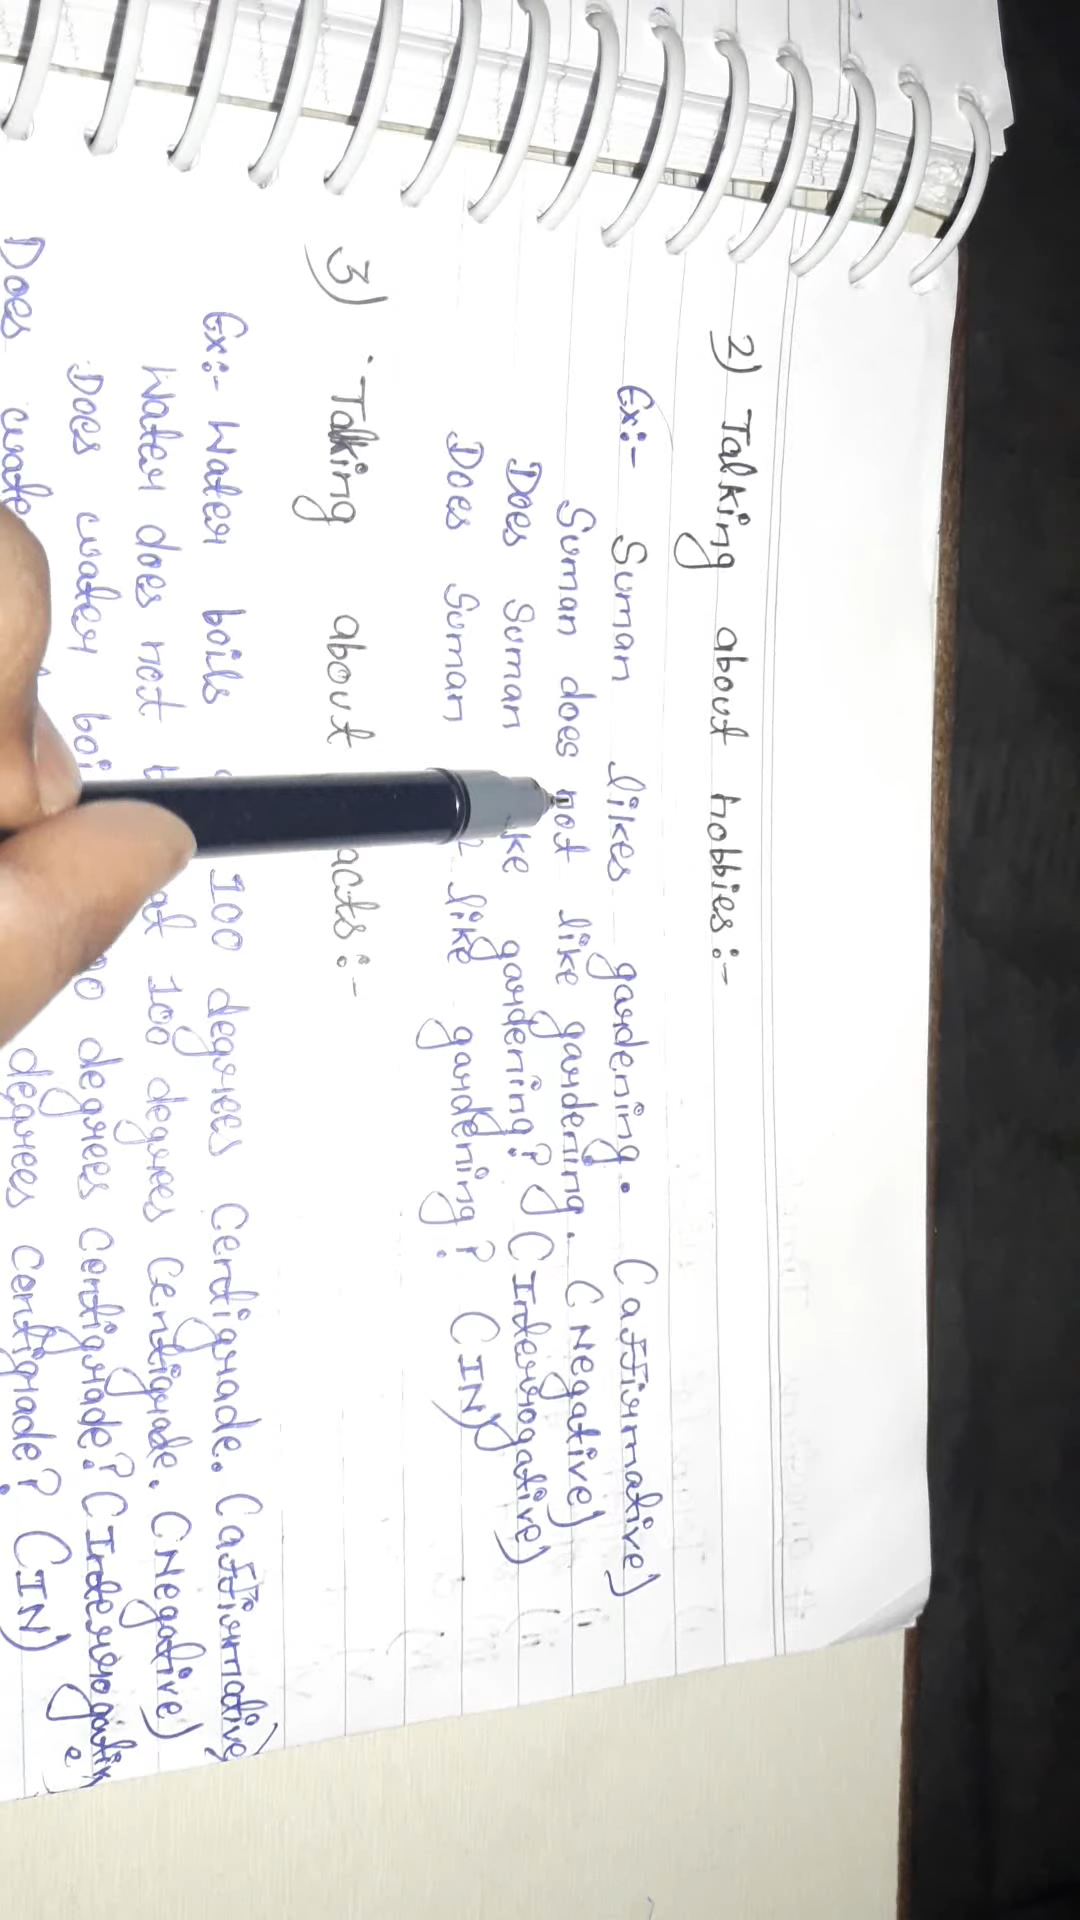 2) Talking about hobbies:-
Ex:- Suman likes gardening. (affirmative)
Suman does not like gardening. (Negative)
Does Suman gardening? (Interrogative)
Does Suman like gardening? (IN)
3) Talking about
Ex:- Water boils 100 degrees Centigrade. (affirmative)
Water does not at 100 degrees Centigrade. (Negative)
Does water degrees Centigrade? (Interrogative
Does degrees centigrade? (IN)